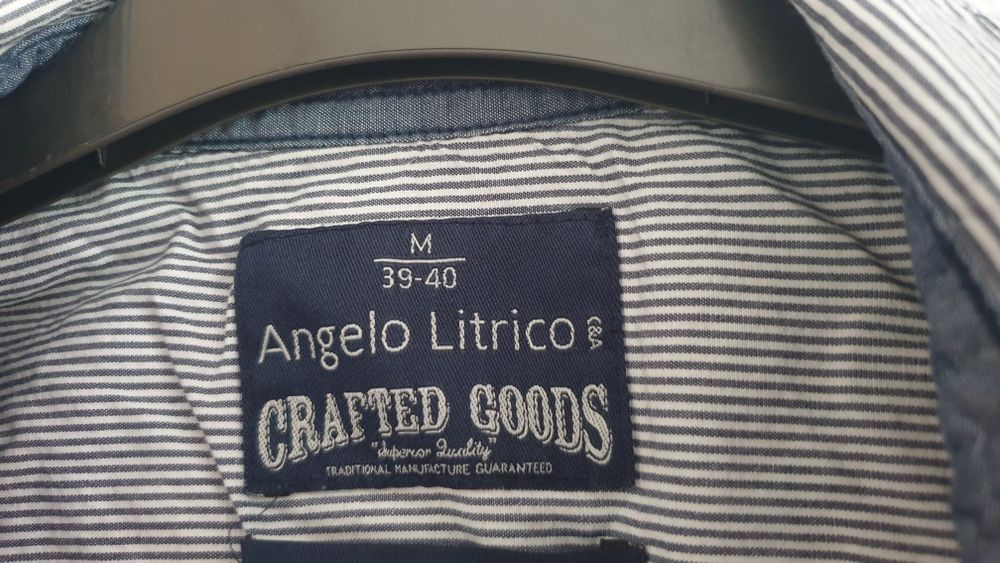 M
39-40
Angelo Litrico C&A
CRAFTED GOODS
"Superior Quality"
TRADITIONAL MANUFACTURE GUARANTEED